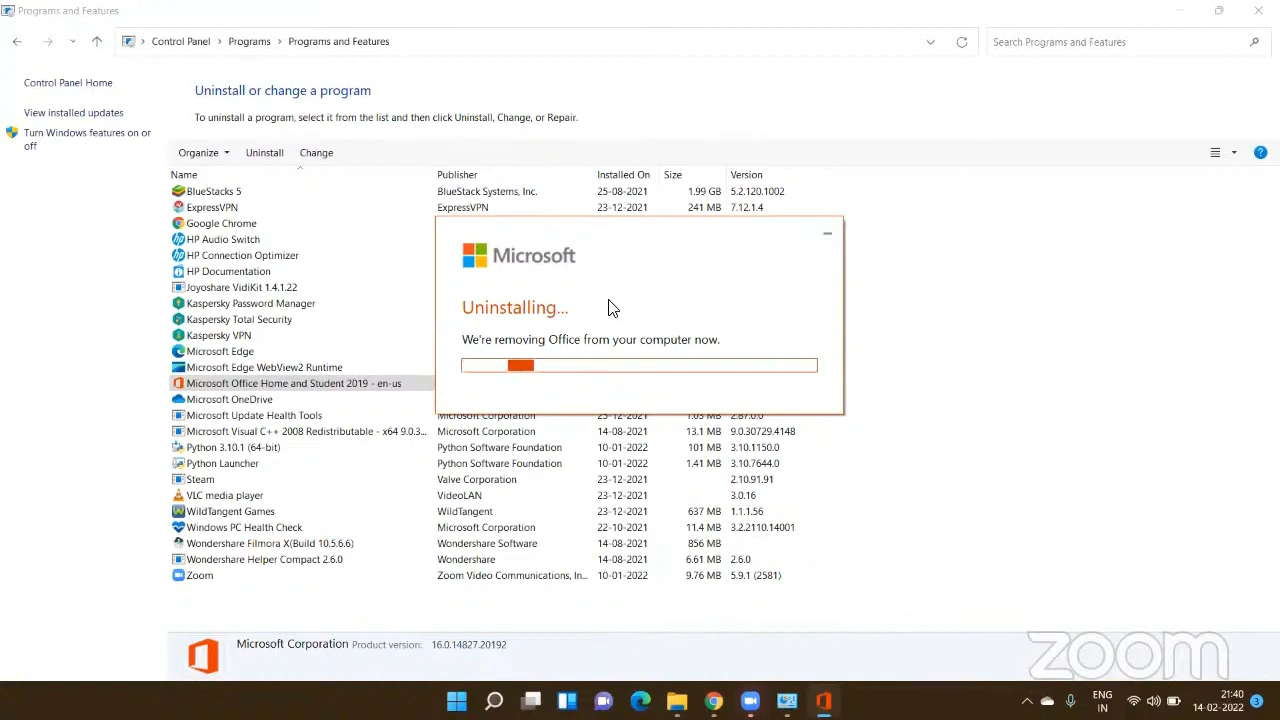 Programs and Features
Control Panel > Programs > Programs and Features
Search Programs and Features
Control Panel Home
View installed updates
Turn Windows features on or
off
Uninstall or change a program
To uninstall a program, select it from the list and then click Uninstall, Change, or Repair.
Organize Uninstall Change
Name Publisher Installed On Size Version
BlueStacks 5 BlueStack Systems, Inc. 25-08-2021 1.99 GB 5.2.120.1002
ExpressVPN ExpressVPN 23-12-2021 241 MB 7.12.1.4
Google Chrome
HP Audio Switch
HP Connection Optimizer
HP Documentation
Joyoshare VidiKit 1.4.1.22
Kaspersky Password Manager
Kaspersky Total Security
Kaspersky VPN
Microsoft Edge
Microsoft Edge WebView2 Runtime
Microsoft Office Home and Student 2019 - en-us
Microsoft OneDrive
Microsoft Update Health Tools Microsoft Corporation 23-12-2021 1.03 MB 2.87.0.0
Microsoft Visual C++ 2008 Redistributable - x64 9.0.3... Microsoft Corporation 14-08-2021 13.1 MB 9.0.30729.4148
Python 3.10.1 (64-bit) Python Software Foundation 10-01-2022 101 MB 3.10.1150.0
Python Launcher Python Software Foundation 10-01-2022 1.41 MB 3.10.7644.0
Steam Valve Corporation 23-12-2021 2.10.91.91
VLC media player VideoLAN 23-12-2021 3.0.16
WildTangent Games WildTangent 23-12-2021 637 MB 1.1.1.56
Windows PC Health Check Microsoft Corporation 22-10-2021 11.4 MB 3.2.2110.14001
Wondershare Filmora X(Build 10.5.6.6) Wondershare Software 14-08-2021 856 MB
Wondershare Helper Compact 2.6.0 Wondershare 14-08-2021 6.61 MB 2.6.0
Zoom Zoom Video Communications, In... 10-01-2022 9.76 MB 5.9.1 (2581)
Microsoft
Uninstalling...
We're removing Office from your computer now.
Microsoft Corporation Product version: 16.0.14827.20192
zoom
ENG
IN
21:40
14-02-2022
3